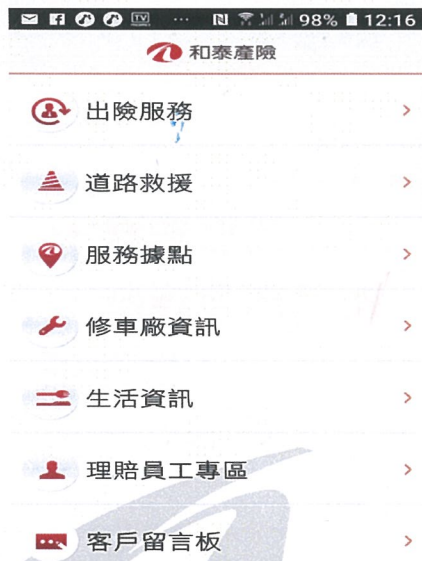 98% 12:16
和泰產險
出險服務
道路救援
服務據點
修車廠資訊
生活資訊
理賠員工專區
客戶留言板